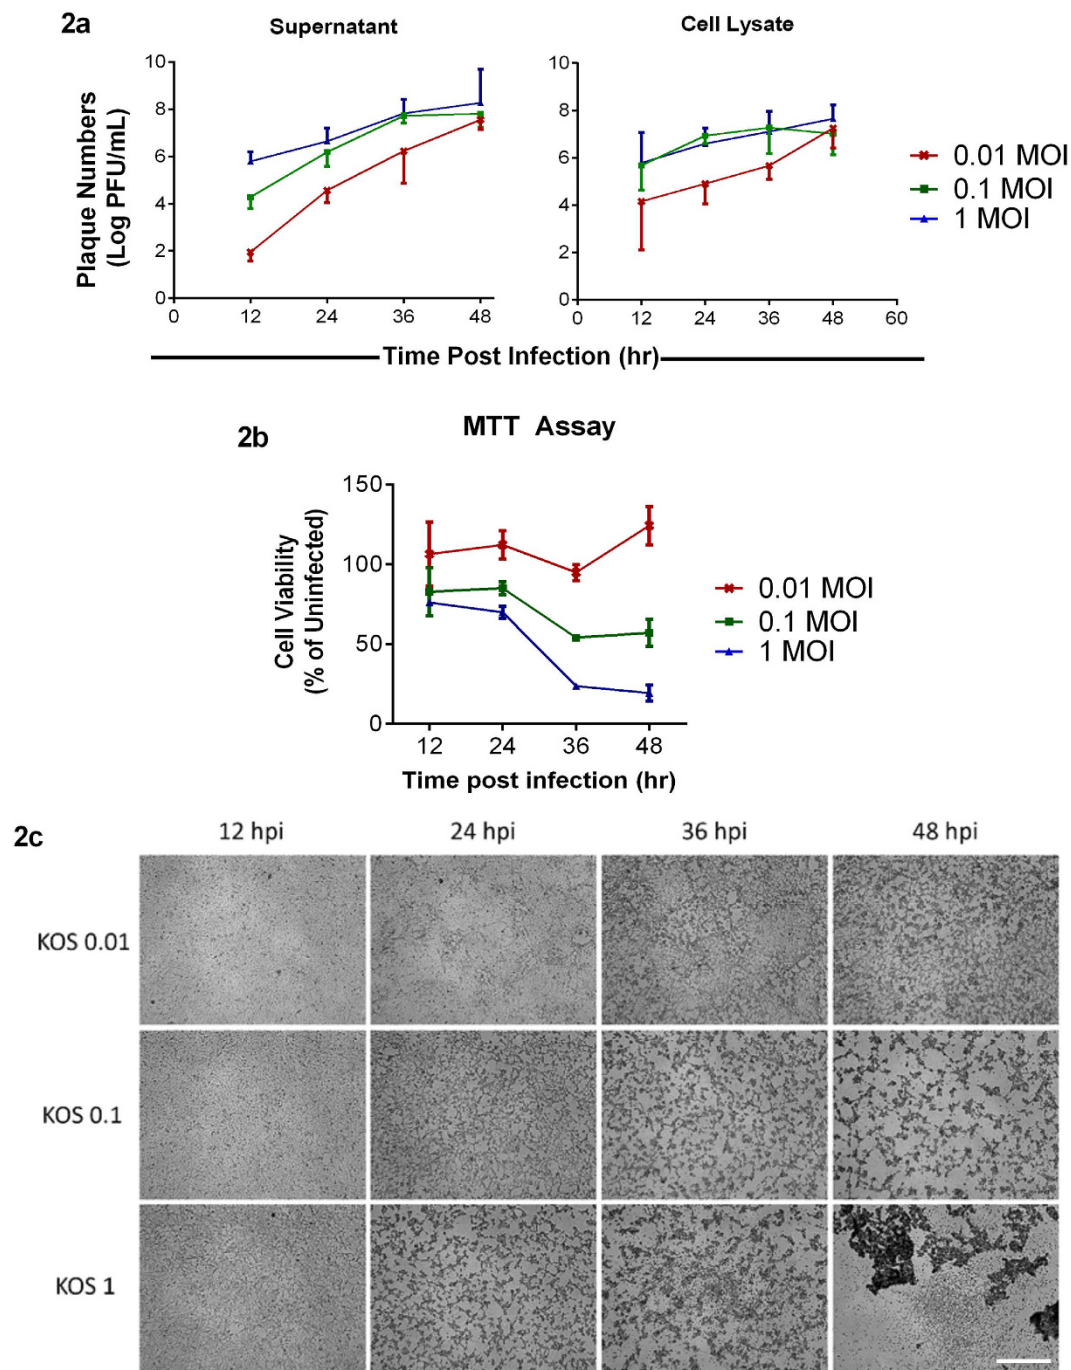 2a
Supernatant
Cell Lysate
Plaque Numbers
(Log PFU/mL)
10
8
6
4
2
0
0 12 24 36 48
10
8
6
4
2
0
0 12 24 36 48 60
0.01 MOI
0.1 MOI
1 MOI
Time Post Infection (hr)
2b
MTT Assay
Cell Viability
(% of Uninfected)
150
100
50
0
12 24 36 48
Time post infection (hr)
0.01 MOI
0.1 MOI
1 MOI
2c
12 hpi 24 hpi 36 hpi 48 hpi
KOS 0.01
KOS 0.1
KOS 1